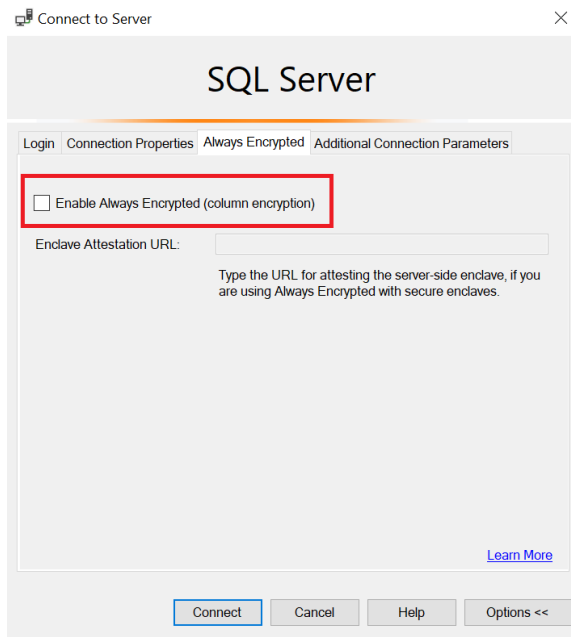 Connect to Server
SQL Server
Login
Connection Properties
Always Encrypted
Additional Connection Parameters
Enable Always Encrypted (column encryption)
Enclave Attestation URL:
Type the URL for attesting the server-side enclave, if you
are using Always Encrypted with secure enclaves.
Learn More
Connect
Cancel
Help
Options <<